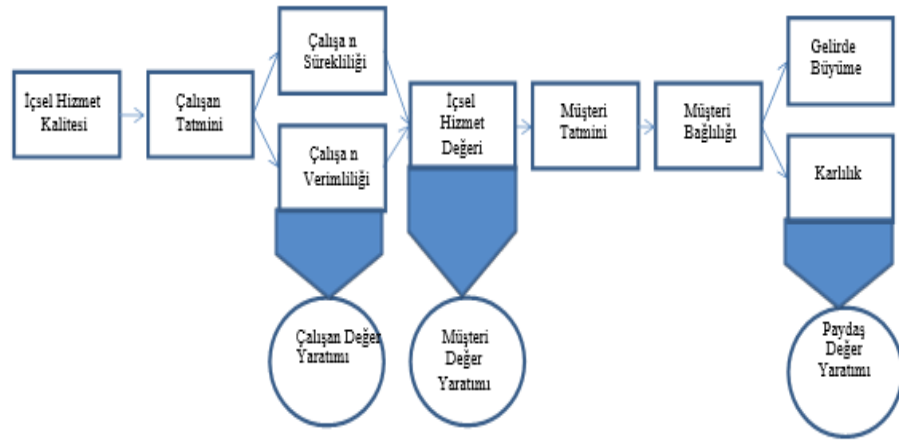 İçsel Hizmet
Kalitesi
Çalışan
Tatmini
Çalışa n
Sürekliliği
Çalışa n
Verimliliği
İçsel
Hizmet
Değeri
Müşteri
Tatmini
Müşteri
Bağlılığı
Gelirde
Büyüme
Karlılık
Çalışan Değer
Yaratımı
Müşteri
Değer
Yaratımı
Paydaş
Değer
Yaratımı